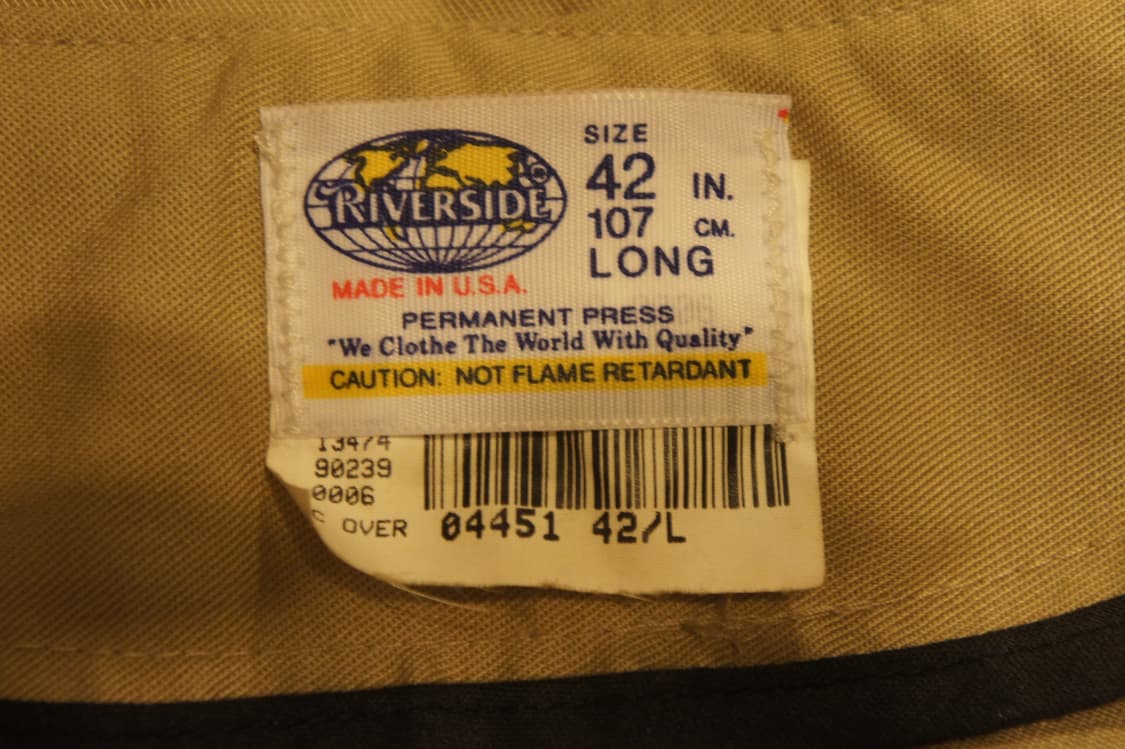 RIVERSIDE
MADE IN U.S.A.
SIZE
42 IN.
107 CM.
LONG
PERMANENT PRESS
"We Clothe The World With Quality"
CAUTION: NOT FLAME RETARDANT
13474
90239
0006
C OVER
04451 42/L